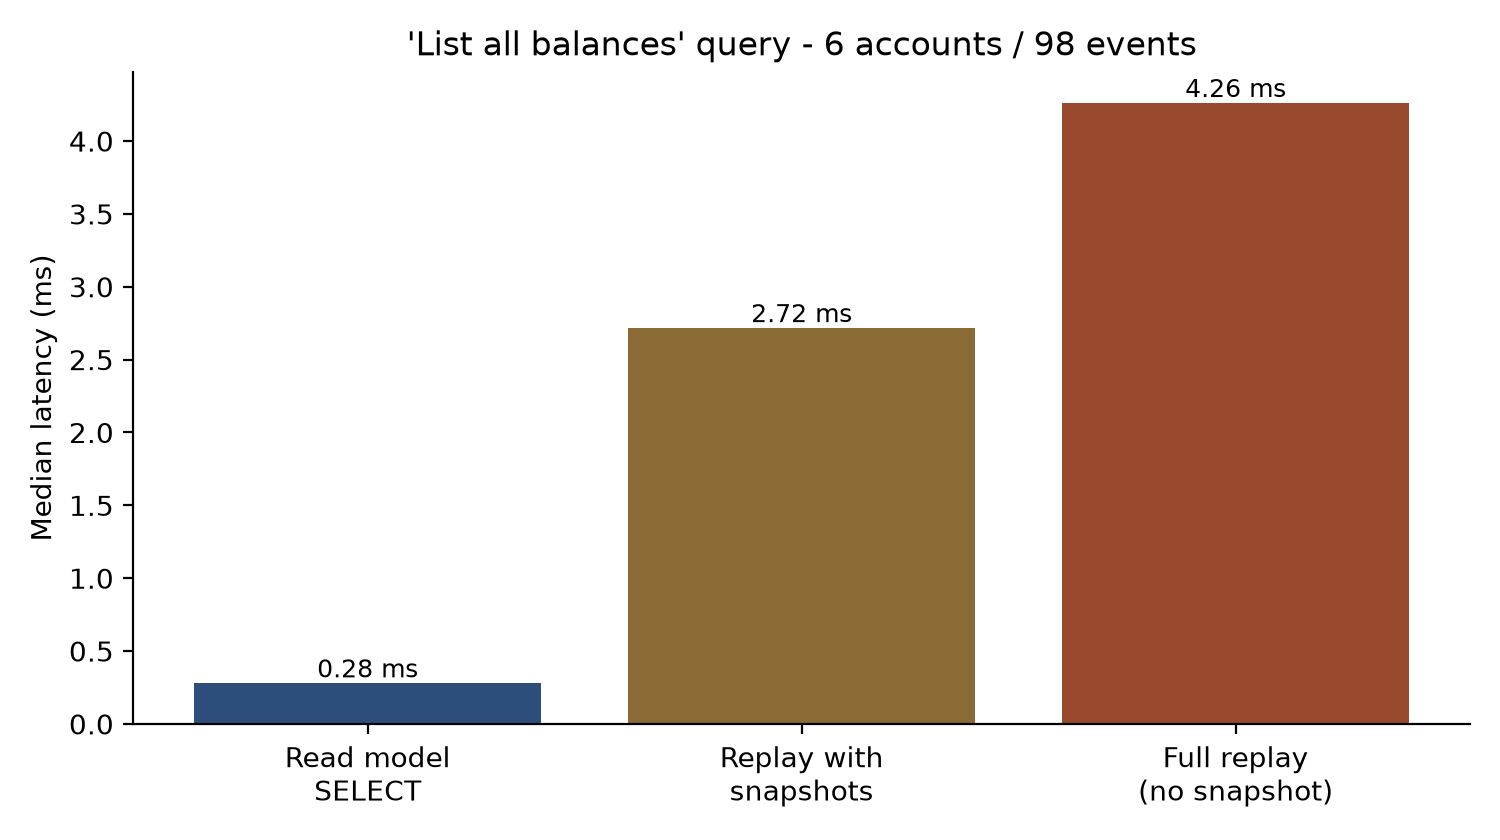 'List all balances' query - 6 accounts / 98 events
Median latency (ms)
4.0
3.5
3.0
2.5
2.0
1.5
1.0
0.5
0.0
0.28 ms
2.72 ms
4.26 ms
Read model
SELECT
Replay with
snapshots
Full replay
(no snapshot)